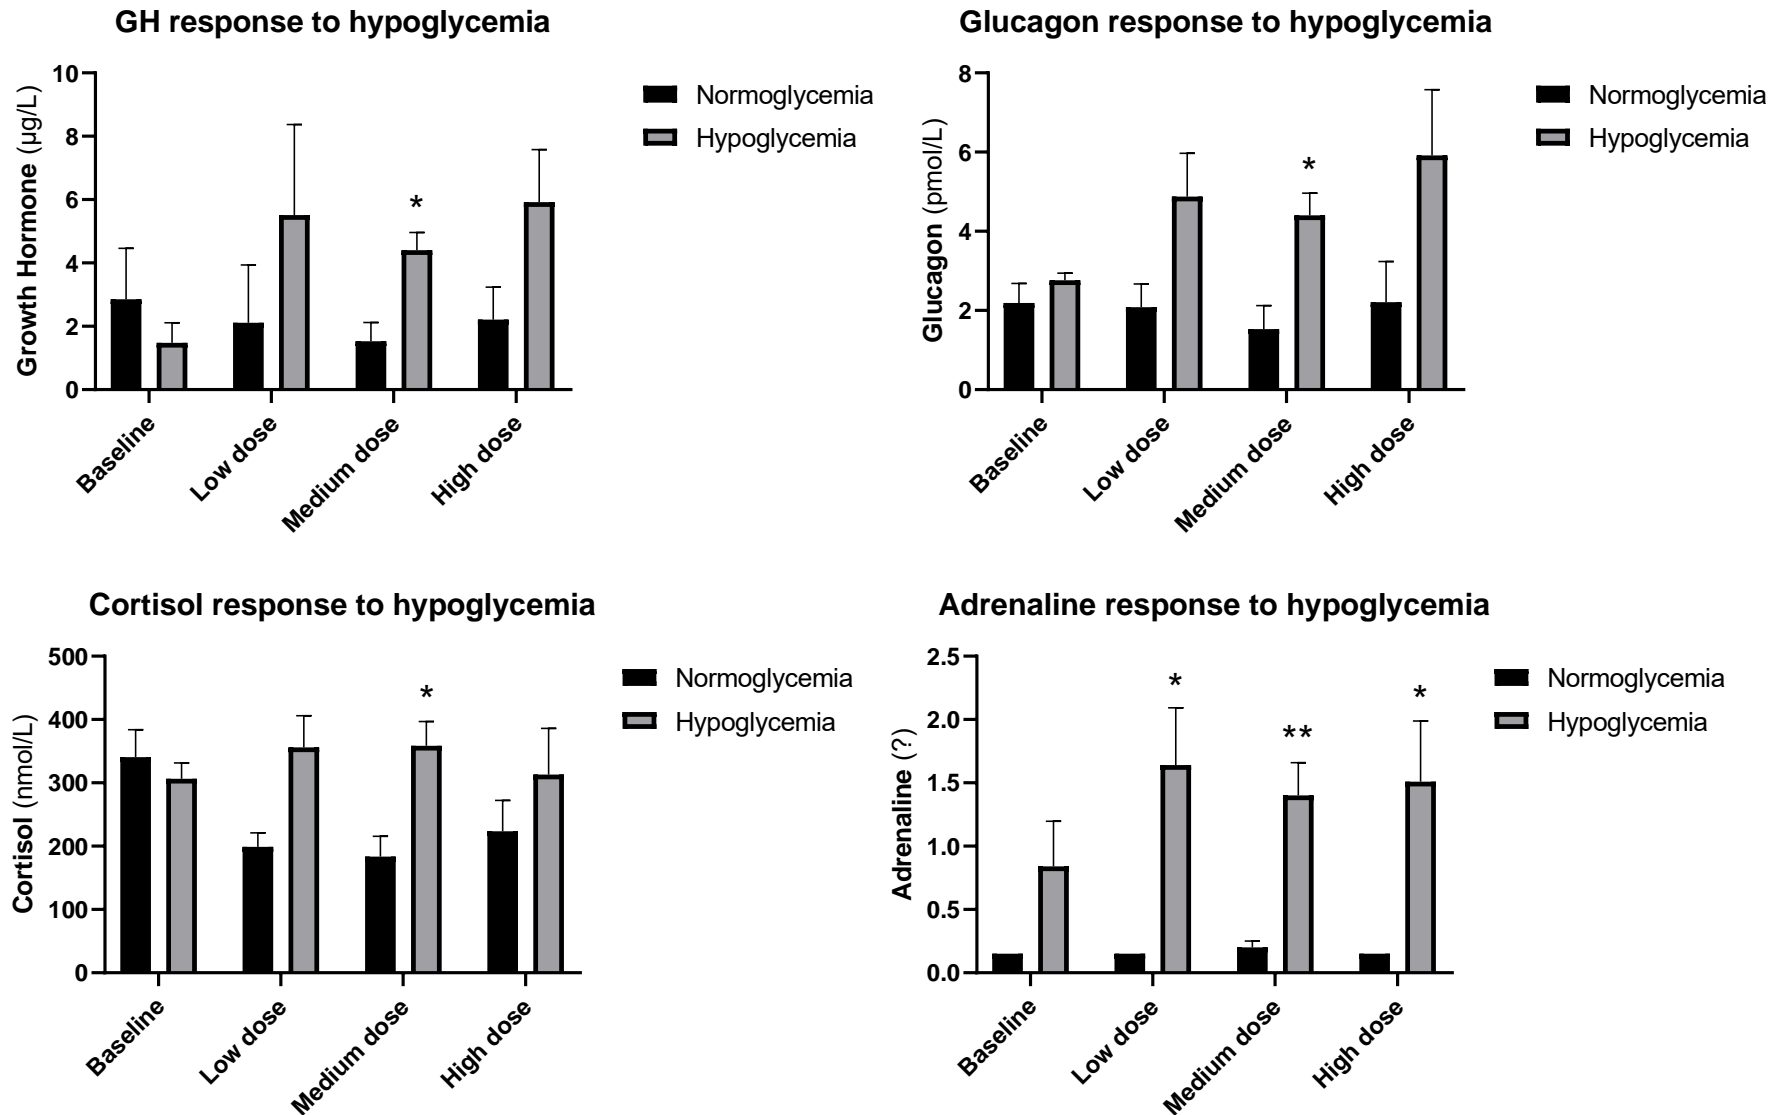 GH response to hypoglycemia
Growth Hormone (µg/L)
10
8
6
4
2
0
*
Baseline
Low dose
Medium dose
High dose
Normoglycemia
Hypoglycemia
Glucagon response to hypoglycemia
Glucagon (pmol/L)
8
6
4
2
0
*
Baseline
Low dose
Medium dose
High dose
Normoglycemia
Hypoglycemia
Cortisol response to hypoglycemia
Cortisol (nmol/L)
500
400
300
200
100
0
*
Baseline
Low dose
Medium dose
High dose
Normoglycemia
Hypoglycemia
Adrenaline response to hypoglycemia
Adrenaline (?)
2.5
2.0
1.5
1.0
0.5
0.0
*
**
*
Baseline
Low dose
Medium dose
High dose
Normoglycemia
Hypoglycemia